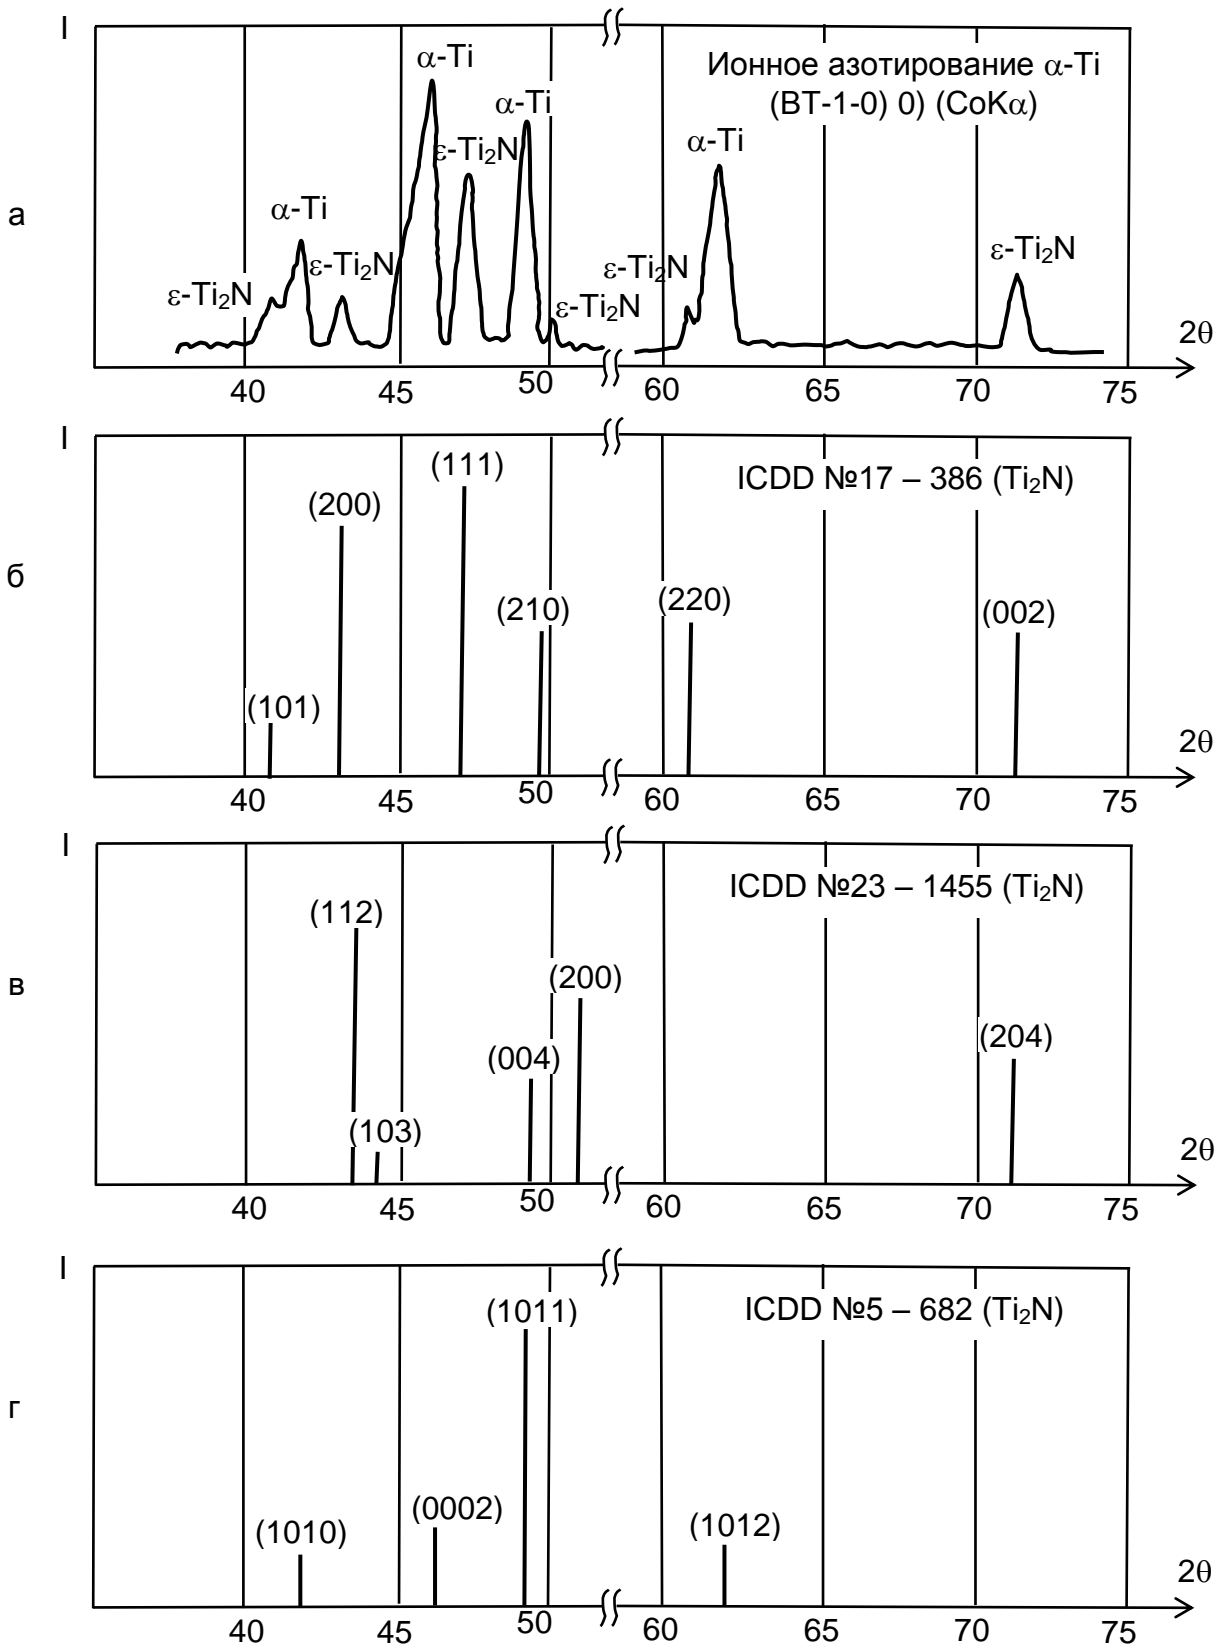 I
α-Ti
α-Ti
Ионное азотирование α-Ti
(ВТ-1-0) 0) (CoKα)
ε-Ti₂N
α-Ti
а
α-Ti
ε-Ti₂N
ε-Ti₂N
ε-Ti₂N
ε-Ti₂N
ε-Ti₂N
2θ
40 45 50 60 65 70 75
I
(111)
ICDD №17 – 386 (Ti₂N)
(200)
б
(210)
(220)
(002)
(101)
2θ
40 45 50 60 65 70 75
I
ICDD №23 – 1455 (Ti₂N)
(112)
(200)
в
(004)
(204)
(103)
2θ
40 45 50 60 65 70 75
I
(1011)
ICDD №5 – 682 (Ti₂N)
г
(1010)
(0002)
(1012)
2θ
40 45 50 60 65 70 75